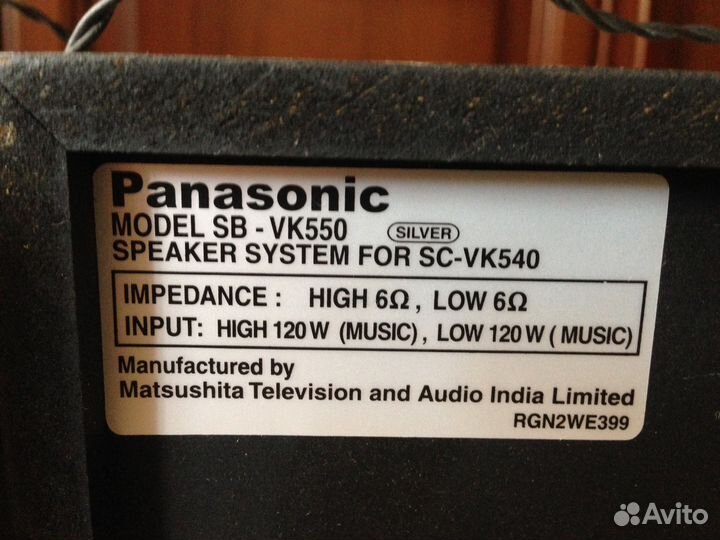 Panasonic
MODEL SB - VK550 SILVER
SPEAKER SYSTEM FOR SC-VK540
IMPEDANCE : HIGH 6Ω , LOW 6Ω
INPUT: HIGH 120 W (MUSIC) , LOW 120 W ( MUSIC)
Manufactured by
Matsushita Television and Audio India Limited
RGN2WE399
Avito